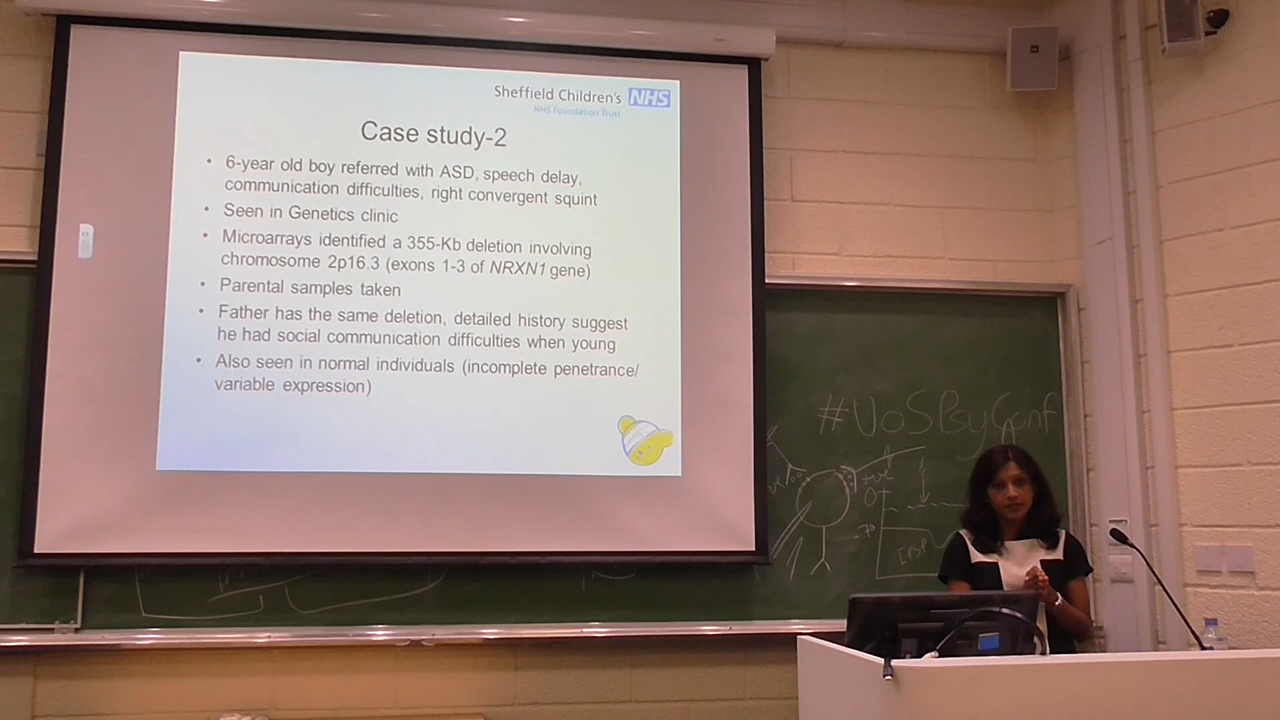 Sheffield Children's NHS
NHS Foundation Trust
Case study-2
• 6-year old boy referred with ASD, speech delay,
communication difficulties, right convergent squint
• Seen in Genetics clinic
• Microarrays identified a 355-Kb deletion involving
chromosome 2p16.3 (exons 1-3 of NRXN1 gene)
• Parental samples taken
• Father has the same deletion, detailed history suggest
he had social communication difficulties when young
• Also seen in normal individuals (incomplete penetrance/
variable expression)
#UoSPsyConf
+ve
0
-70